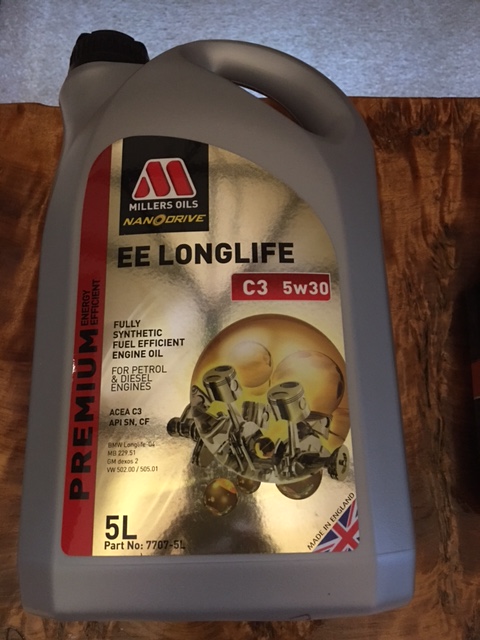 MILLERS OILS
NANODRIVE
EE LONGLIFE
C3 5w30
PREMIUM ENERGY
EFFICIENT
FULLY
SYNTHETIC
FUEL EFFICIENT
ENGINE OIL
FOR PETROL
& DIESEL
ENGINES
ACEA C3
API SN, CF
BMW Longlife
MB 229.51
GM dexos 2
VW 502.00 / 505.01
5L
Part No: 7707-5L
MADE IN ENGLAND